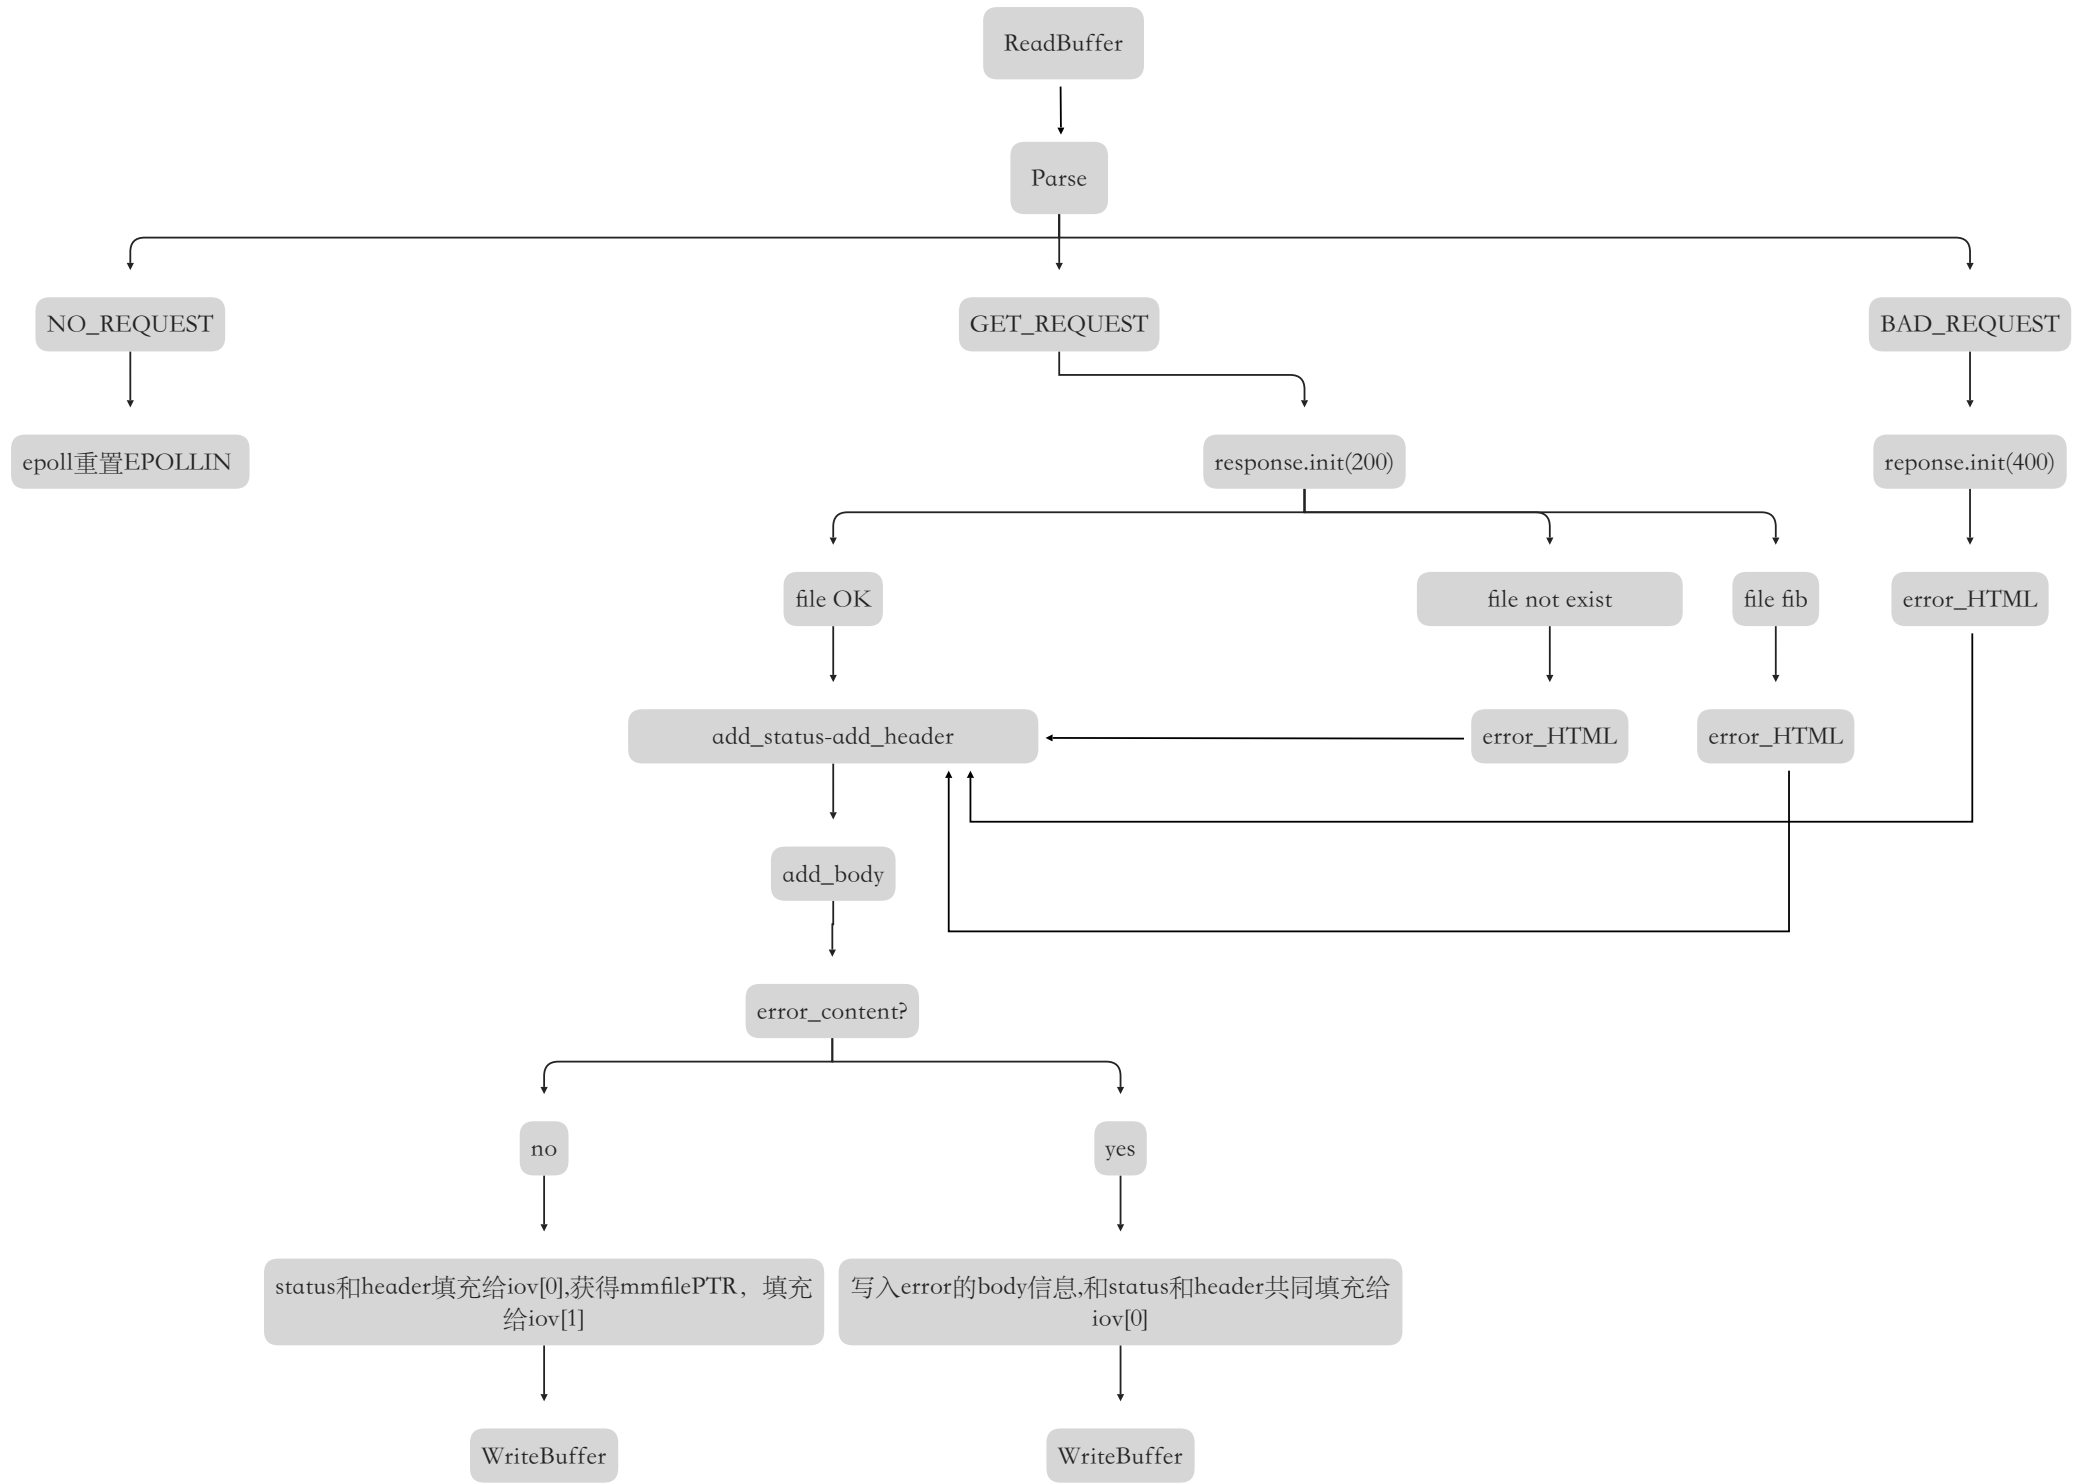 ReadBuffer
Parse
NO_REQUEST
GET_REQUEST
BAD_REQUEST
epoll重置EPOLLIN
response.init(200)
reponse.init(400)
file OK
file not exist
file fib
error_HTML
add_status-add_header
error_HTML
error_HTML
add_body
error_content?
no
yes
status和header填充给iov[0],获得mmfilePTR，填充
给iov[1]
写入error的body信息,和status和header共同填充给
iov[0]
WriteBuffer
WriteBuffer